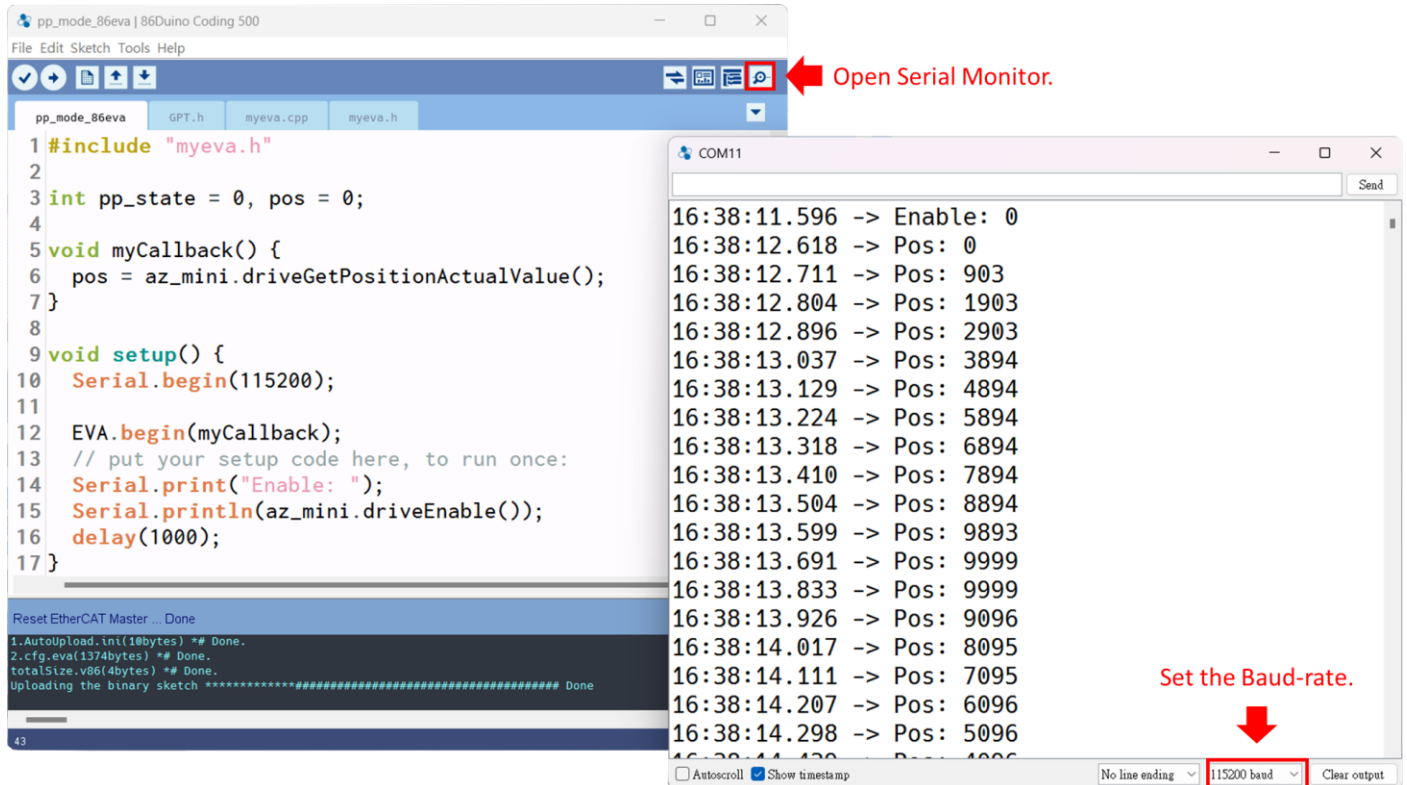 pp_mode_86eva | 86Duino Coding 500
File Edit Sketch Tools Help
Open Serial Monitor.
pp_mode_86eva GPT.h myeva.cpp myeva.h
1 #include "myeva.h"
2
3 int pp_state = 0, pos = 0;
4
5 void myCallback() {
6 pos = az_mini.driveGetPositionActualValue();
7 }
8
9 void setup() {
10 Serial.begin(115200);
11
12 EVA.begin(myCallback);
13 // put your setup code here, to run once:
14 Serial.print("Enable: ");
15 Serial.println(az_mini.driveEnable());
16 delay(1000);
17 }
Reset EtherCAT Master ... Done
1.AutoUpload.ini(10bytes) *# Done.
2.cfg.eva(1374bytes) *# Done.
totalSize.v86(4bytes) *# Done.
Uploading the binary sketch *************###################################### Done
43
COM11
Send
16:38:11.596 -> Enable: 0
16:38:12.618 -> Pos: 0
16:38:12.711 -> Pos: 903
16:38:12.804 -> Pos: 1903
16:38:12.896 -> Pos: 2903
16:38:13.037 -> Pos: 3894
16:38:13.129 -> Pos: 4894
16:38:13.224 -> Pos: 5894
16:38:13.318 -> Pos: 6894
16:38:13.410 -> Pos: 7894
16:38:13.504 -> Pos: 8894
16:38:13.599 -> Pos: 9893
16:38:13.691 -> Pos: 9999
16:38:13.833 -> Pos: 9999
16:38:13.926 -> Pos: 9096
16:38:14.017 -> Pos: 8095
16:38:14.111 -> Pos: 7095
16:38:14.207 -> Pos: 6096
16:38:14.298 -> Pos: 5096
Set the Baud-rate.
Autoscroll Show timestamp No line ending 115200 baud Clear output